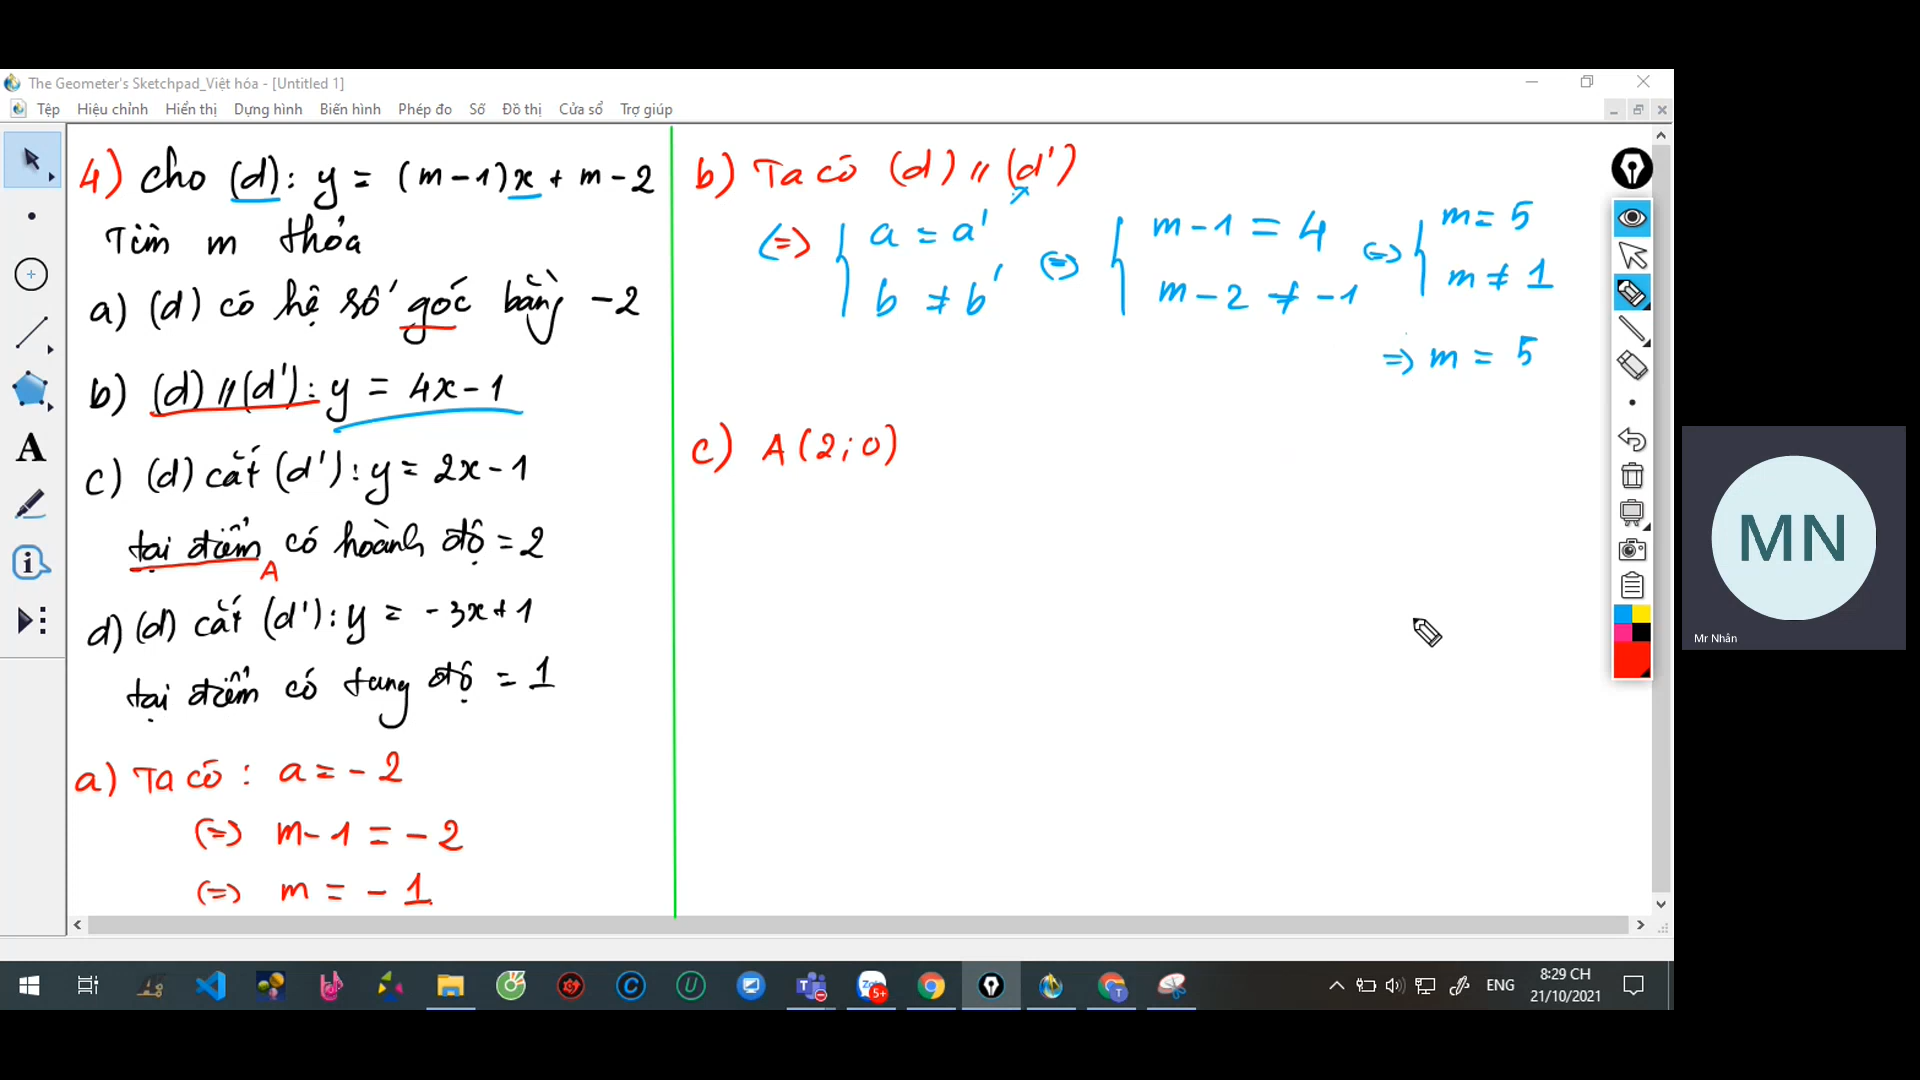 The Geometer's Sketchpad_Việt hóa - [Untitled 1]
Tệp Hiệu chỉnh Hiển thị Dựng hình Biến hình Phép đo Số Đồ thị Cửa sổ Trợ giúp
4) Cho (d): y = (m-1)x + m-2
Tìm m thỏa
a) (d) có hệ số góc bằng -2
b) (d) // (d'): y = 4x-1
c) (d) cắt (d'): y = 2x-1
tại điểm có hoành độ = 2
A
d) (d) cắt (d'): y = -3x+1
tại điểm có tung độ = 1
a) Ta có: a = -2
(=) m-1 = -2
(=) m = -1
b) Ta có (d) // (d')
(=) { a = a' (=) { m-1 = 4 (=) { m = 5
b ≠ b' m-2 ≠ -1 m ≠ 1
=> m = 5
c) A(2;0)
A
MN
Mr Nhân
5+
ENG
8:29 CH
21/10/2021